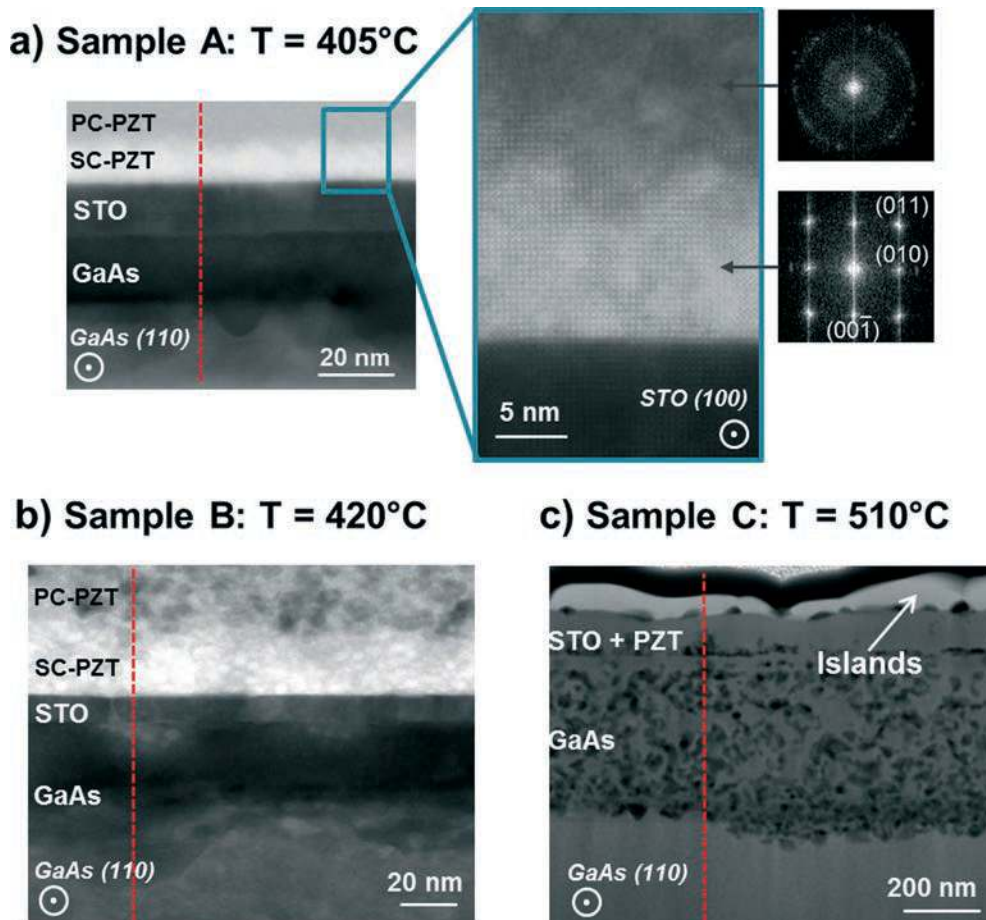 a) Sample A: T = 405°C
PC-PZT
SC-PZT
STO
GaAs
GaAs (110)
20 nm
5 nm
STO (100)
(011)
(010)
(001̄)
b) Sample B: T = 420°C
PC-PZT
SC-PZT
STO
GaAs
GaAs (110)
20 nm
c) Sample C: T = 510°C
STO + PZT
Islands
GaAs
GaAs (110)
200 nm